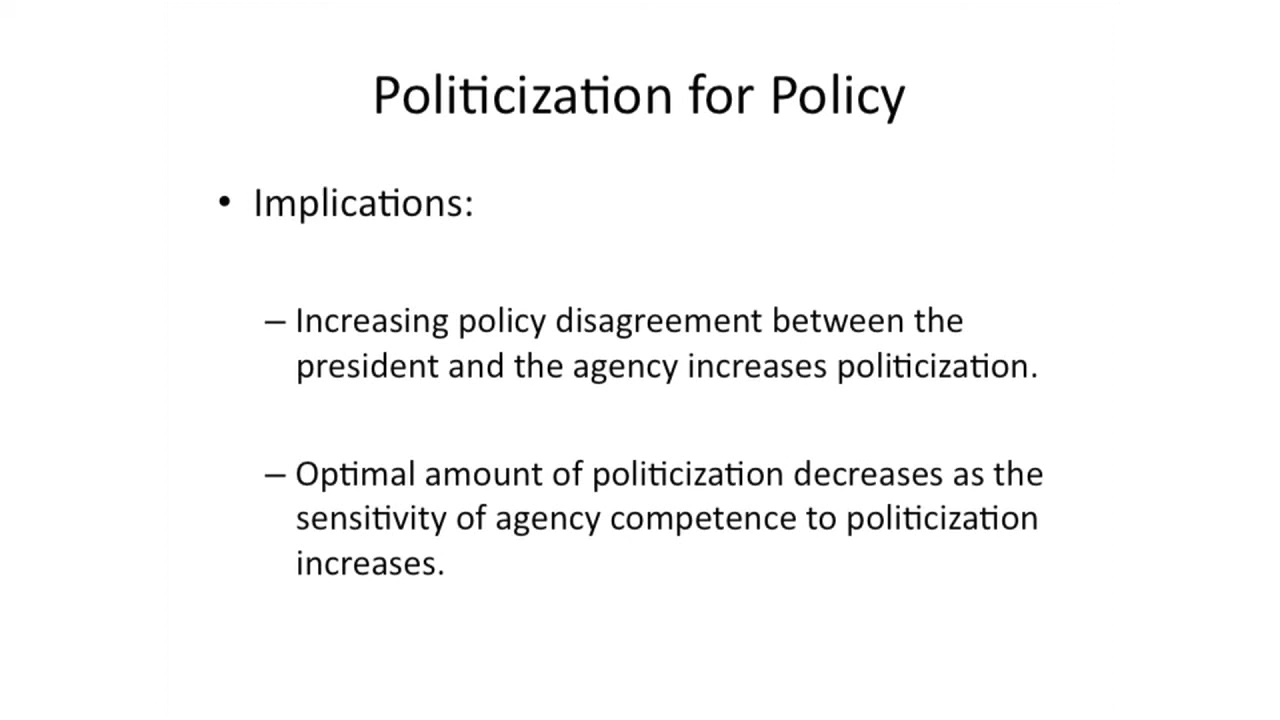 Politicization for Policy
• Implications:
– Increasing policy disagreement between the
president and the agency increases politicization.
– Optimal amount of politicization decreases as the
sensitivity of agency competence to politicization
increases.